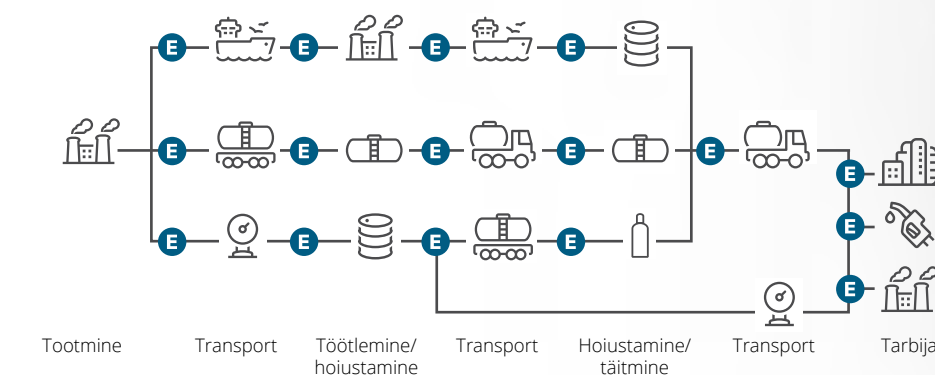 E E E E
E E E E E
E
E E E E
E
E
Tootmine Transport Töötlemine/ Transport Hoiustamine/ Transport Tarbija
hoiustamine täitmine